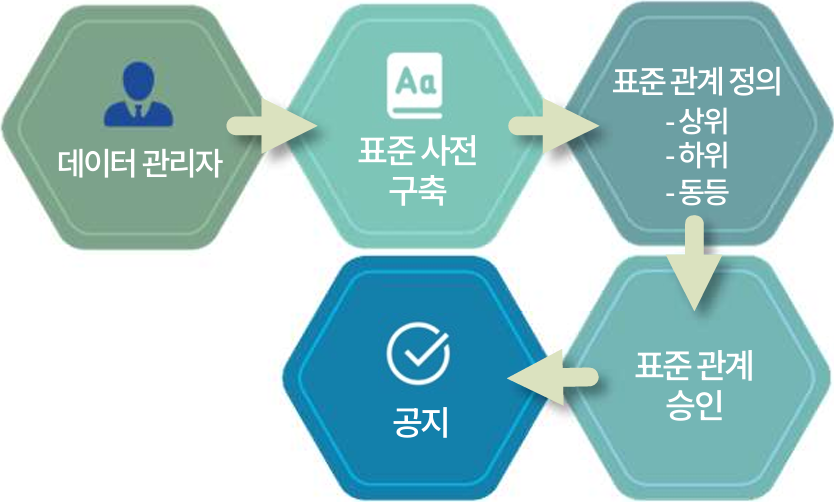 데이터 관리자
Aa
표준 사전
구축
표준 관계 정의
- 상위
- 하위
- 동등
표준 관계
승인
공지